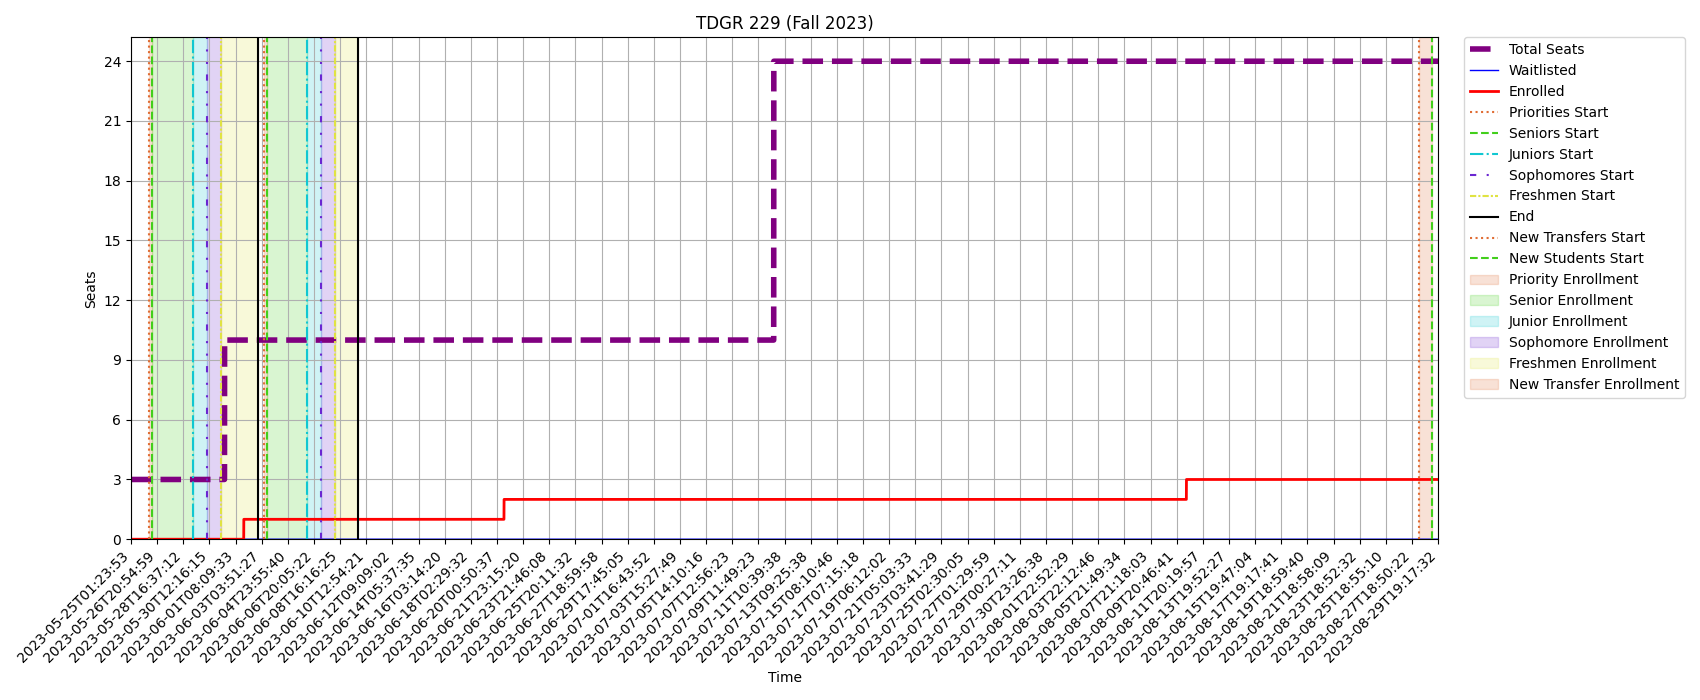 TDGR 229 (Fall 2023)
Seats
24
21
18
15
12
9
6
3
0
2023-05-25T01:23:53
2023-05-26T20:54:59
2023-05-28T16:37:12
2023-05-30T12:16:15
2023-06-01T08:09:33
2023-06-03T03:51:27
2023-06-04T23:55:40
2023-06-06T20:05:22
2023-06-08T16:16:25
2023-06-10T12:54:21
2023-06-12T09:09:02
2023-06-14T05:37:35
2023-06-16T03:14:20
2023-06-18T02:29:32
2023-06-20T00:50:37
2023-06-21T23:15:20
2023-06-23T21:46:08
2023-06-25T20:11:32
2023-06-27T18:59:58
2023-06-29T17:45:05
2023-07-01T16:43:52
2023-07-03T15:27:49
2023-07-05T14:10:16
2023-07-07T12:56:23
2023-07-09T11:49:23
2023-07-11T10:39:38
2023-07-13T09:25:38
2023-07-15T08:10:46
2023-07-17T07:15:18
2023-07-19T06:12:02
2023-07-21T05:03:33
2023-07-23T03:41:29
2023-07-25T02:30:05
2023-07-27T01:29:59
2023-07-29T00:27:11
2023-07-30T23:26:38
2023-08-01T22:52:29
2023-08-03T22:12:46
2023-08-05T21:49:34
2023-08-07T21:18:03
2023-08-09T20:46:41
2023-08-11T20:19:57
2023-08-13T19:52:27
2023-08-15T19:47:04
2023-08-17T19:17:41
2023-08-19T18:59:40
2023-08-21T18:58:09
2023-08-23T18:52:32
2023-08-25T18:55:10
2023-08-27T18:50:22
2023-08-29T19:17:32
Time
Total Seats
Waitlisted
Enrolled
Priorities Start
Seniors Start
Juniors Start
Sophomores Start
Freshmen Start
End
New Transfers Start
New Students Start
Priority Enrollment
Senior Enrollment
Junior Enrollment
Sophomore Enrollment
Freshmen Enrollment
New Transfer Enrollment